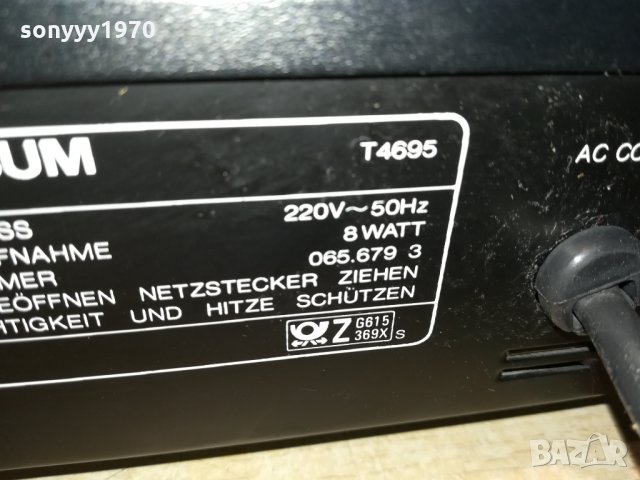 sonyyy1970
UM T4695
AC CO
SS 220V~50Hz
FNAHME 8 WATT
MER 065.679 3
EÖFFNEN NETZSTECKER ZIEHEN
HTIGKEIT UND HITZE SCHÜTZEN
Z G615
369X S
BAZAR